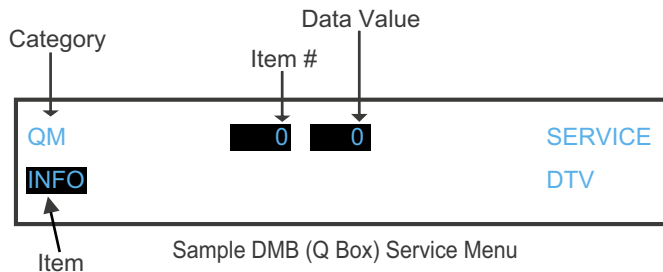 Data Value
Category
Item #
QM 0 0 SERVICE
INFO DTV
Item
Sample DMB (Q Box) Service Menu